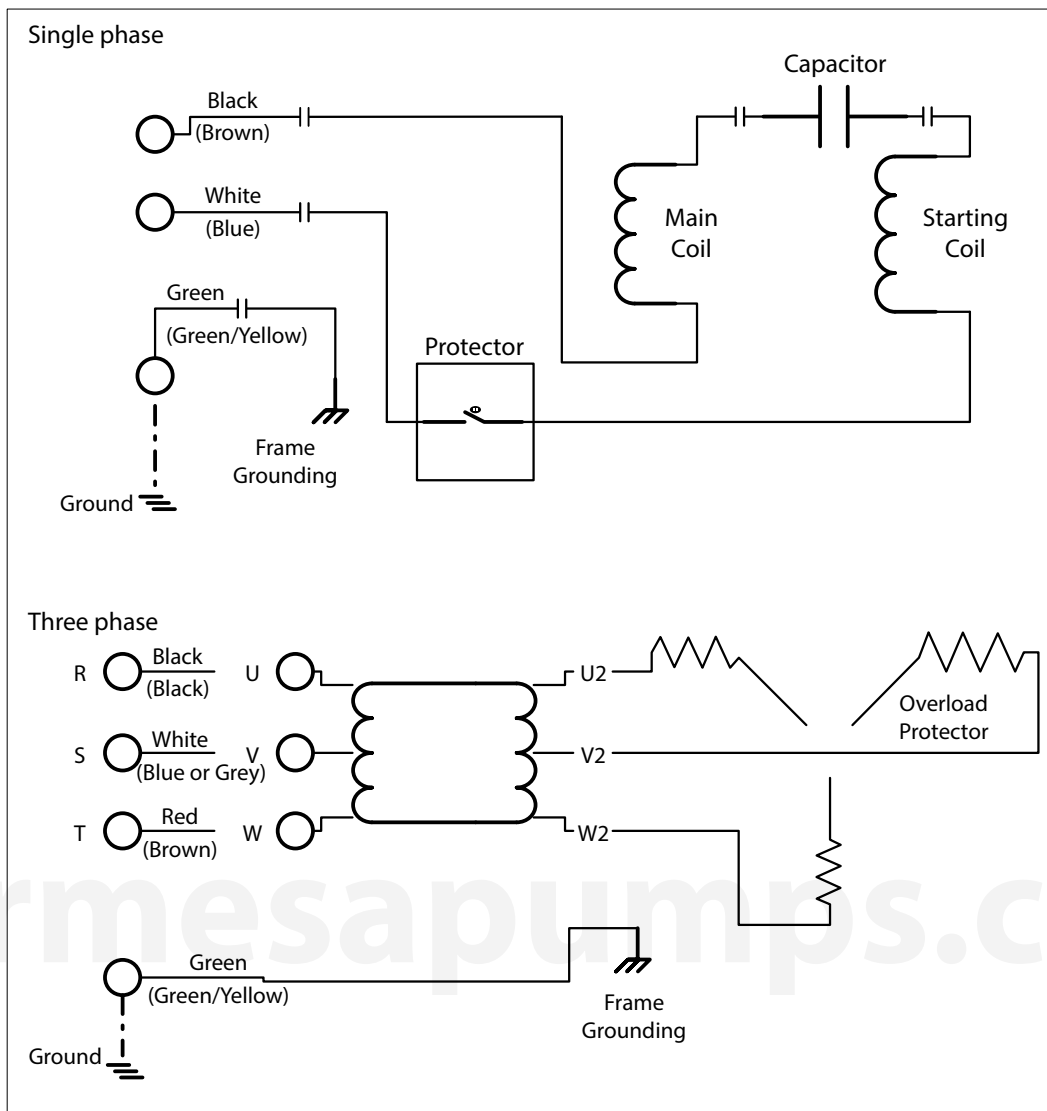 Single phase
Capacitor
Black
(Brown)
White
(Blue)
Main
Coil
Starting
Coil
Green
(Green/Yellow)
Protector
Frame
Grounding
Ground
Three phase
R
Black
(Black)
U
U2
Overload
Protector
S
White
(Blue or Grey)
V
V2
T
Red
(Brown)
W
W2
rmesapumps.c
Green
(Green/Yellow)
Frame
Grounding
Ground